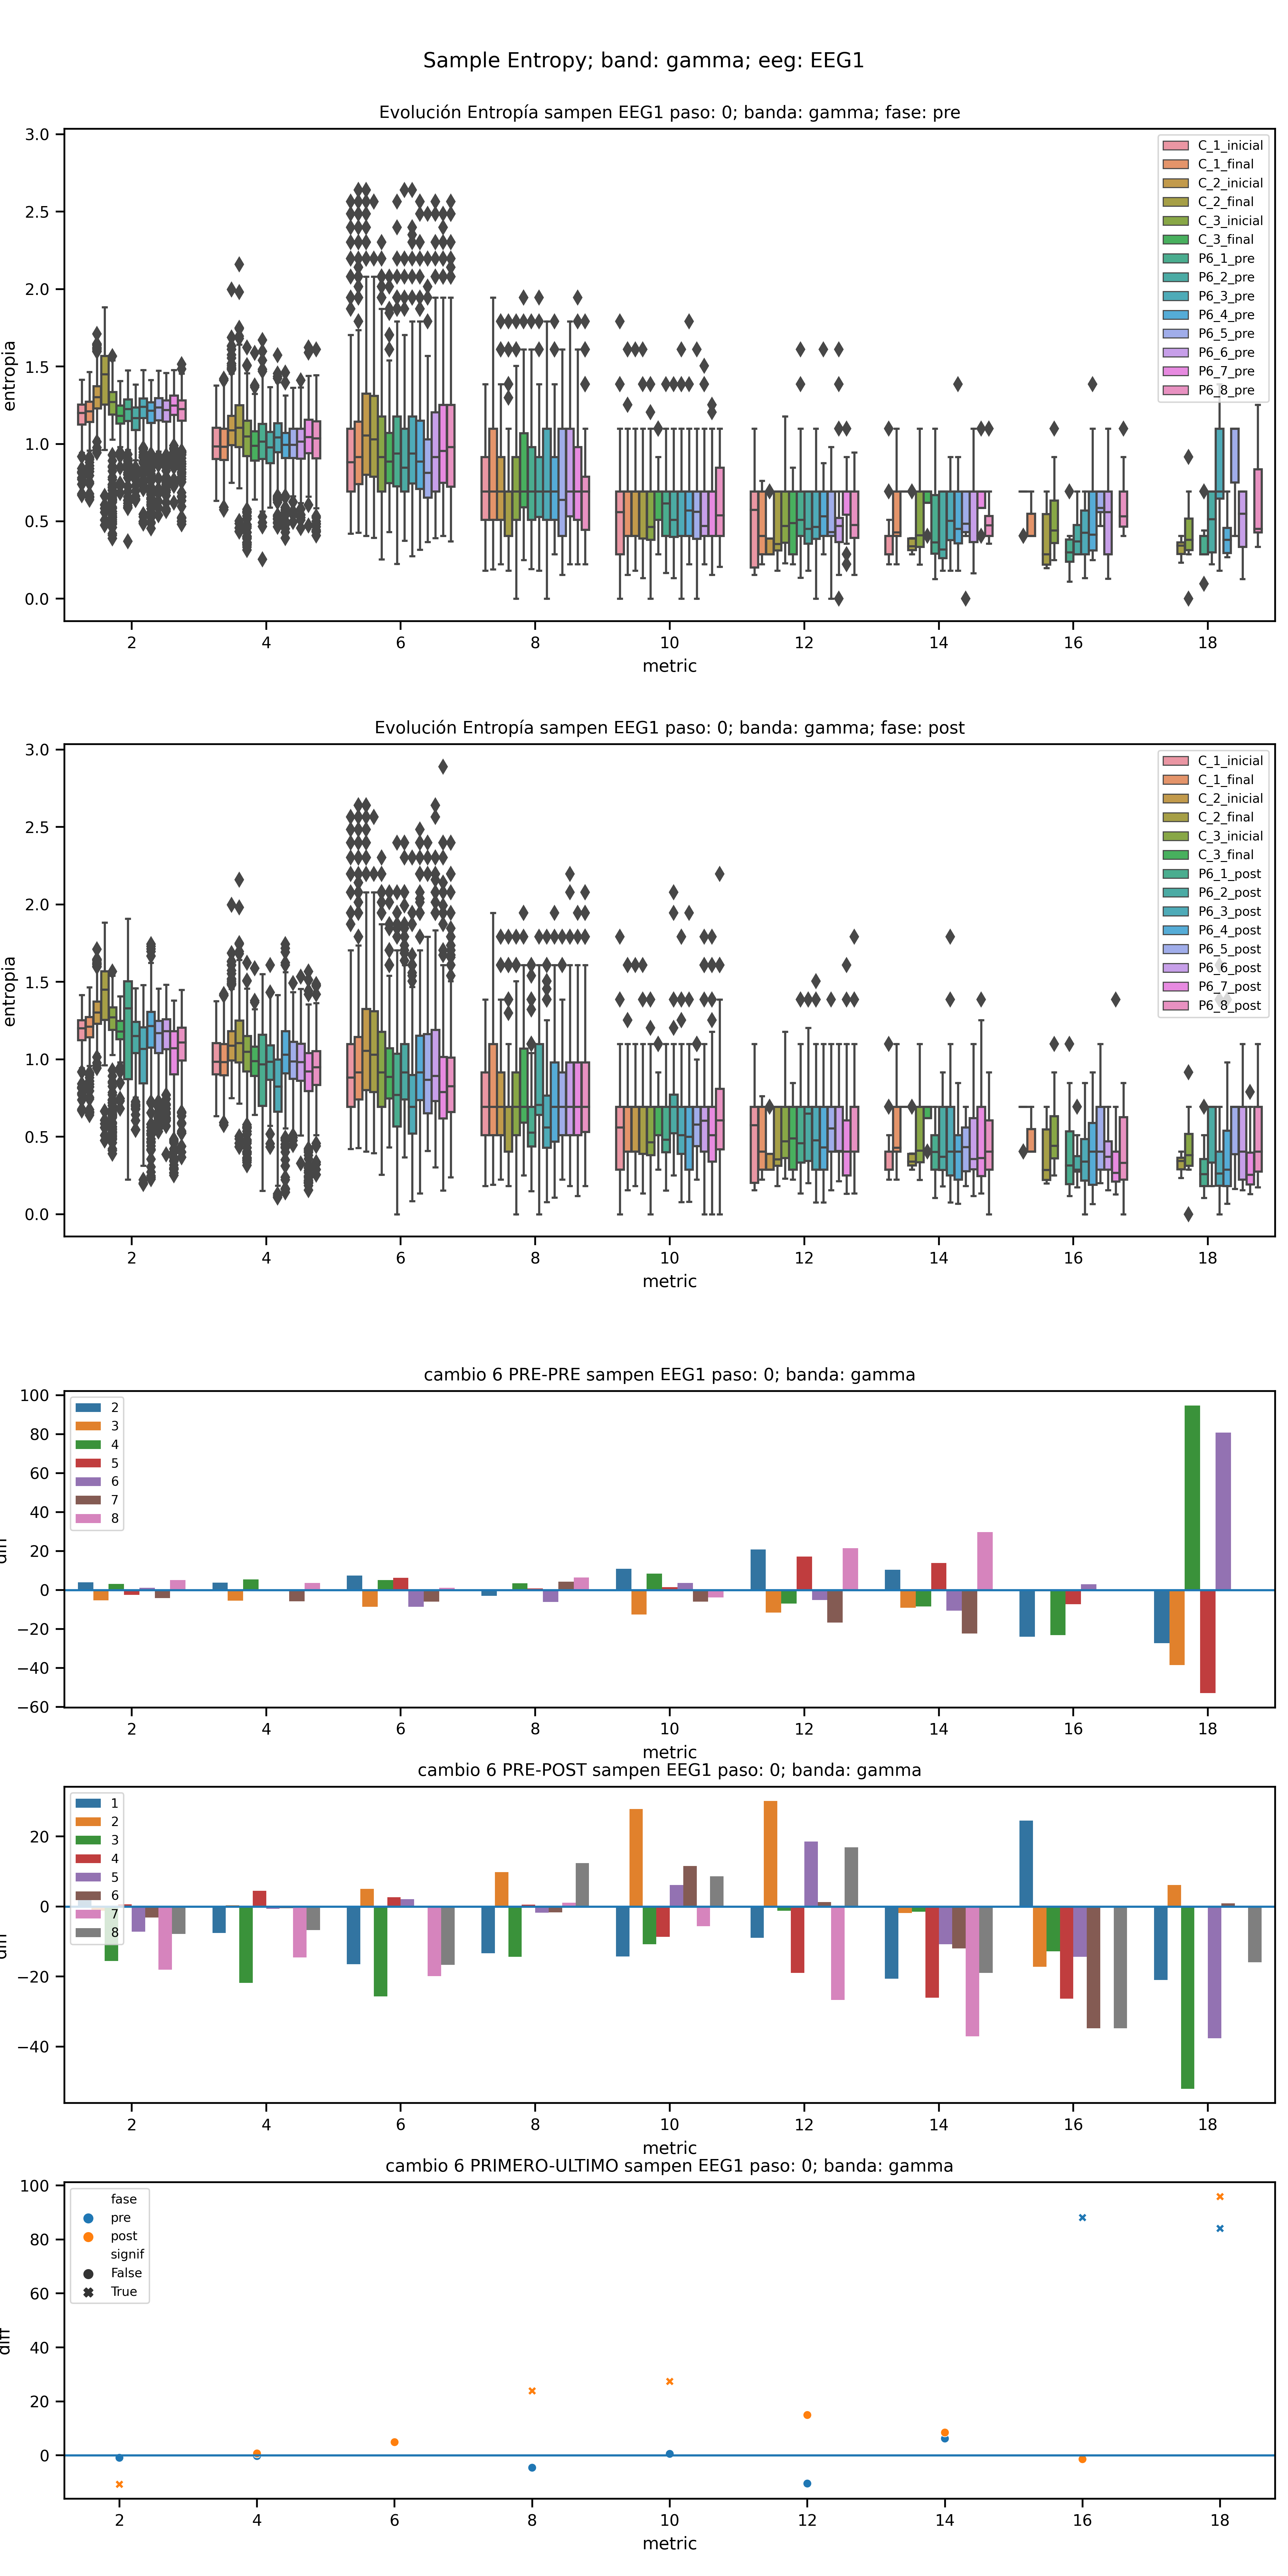 Sample Entropy; band: gamma; eeg: EEG1
Evolución Entropía sampen EEG1 paso: 0; banda: gamma; fase: pre
3.0
2.5
2.0
1.5
1.0
0.5
0.0
entropia
C_1_inicial
C_1_final
C_2_inicial
C_2_final
C_3_inicial
C_3_final
P6_1_pre
P6_2_pre
P6_3_pre
P6_4_pre
P6_5_pre
P6_6_pre
P6_7_pre
P6_8_pre
2 4 6 8 10 12 14 16 18
metric
Evolución Entropía sampen EEG1 paso: 0; banda: gamma; fase: post
3.0
2.5
2.0
1.5
1.0
0.5
0.0
entropia
C_1_inicial
C_1_final
C_2_inicial
C_2_final
C_3_inicial
C_3_final
P6_1_post
P6_2_post
P6_3_post
P6_4_post
P6_5_post
P6_6_post
P6_7_post
P6_8_post
2 4 6 8 10 12 14 16 18
metric
cambio 6 PRE-PRE sampen EEG1 paso: 0; banda: gamma
100
80
60
40
20
0
−20
−40
−60
diff
2
3
4
5
6
7
8
2 4 6 8 10 12 14 16 18
metric
cambio 6 PRE-POST sampen EEG1 paso: 0; banda: gamma
20
0
−20
−40
diff
1
2
3
4
5
6
7
8
2 4 6 8 10 12 14 16 18
metric
cambio 6 PRIMERO-ULTIMO sampen EEG1 paso: 0; banda: gamma
100
80
60
40
20
0
diff
fase
pre
post
signif
False
True
2 4 6 8 10 12 14 16 18
metric